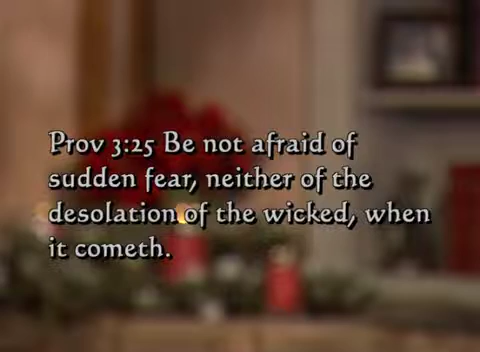 Prov 3:25 Be not afraid of
sudden fear, neither of the
desolation of the wicked, when
it cometh.